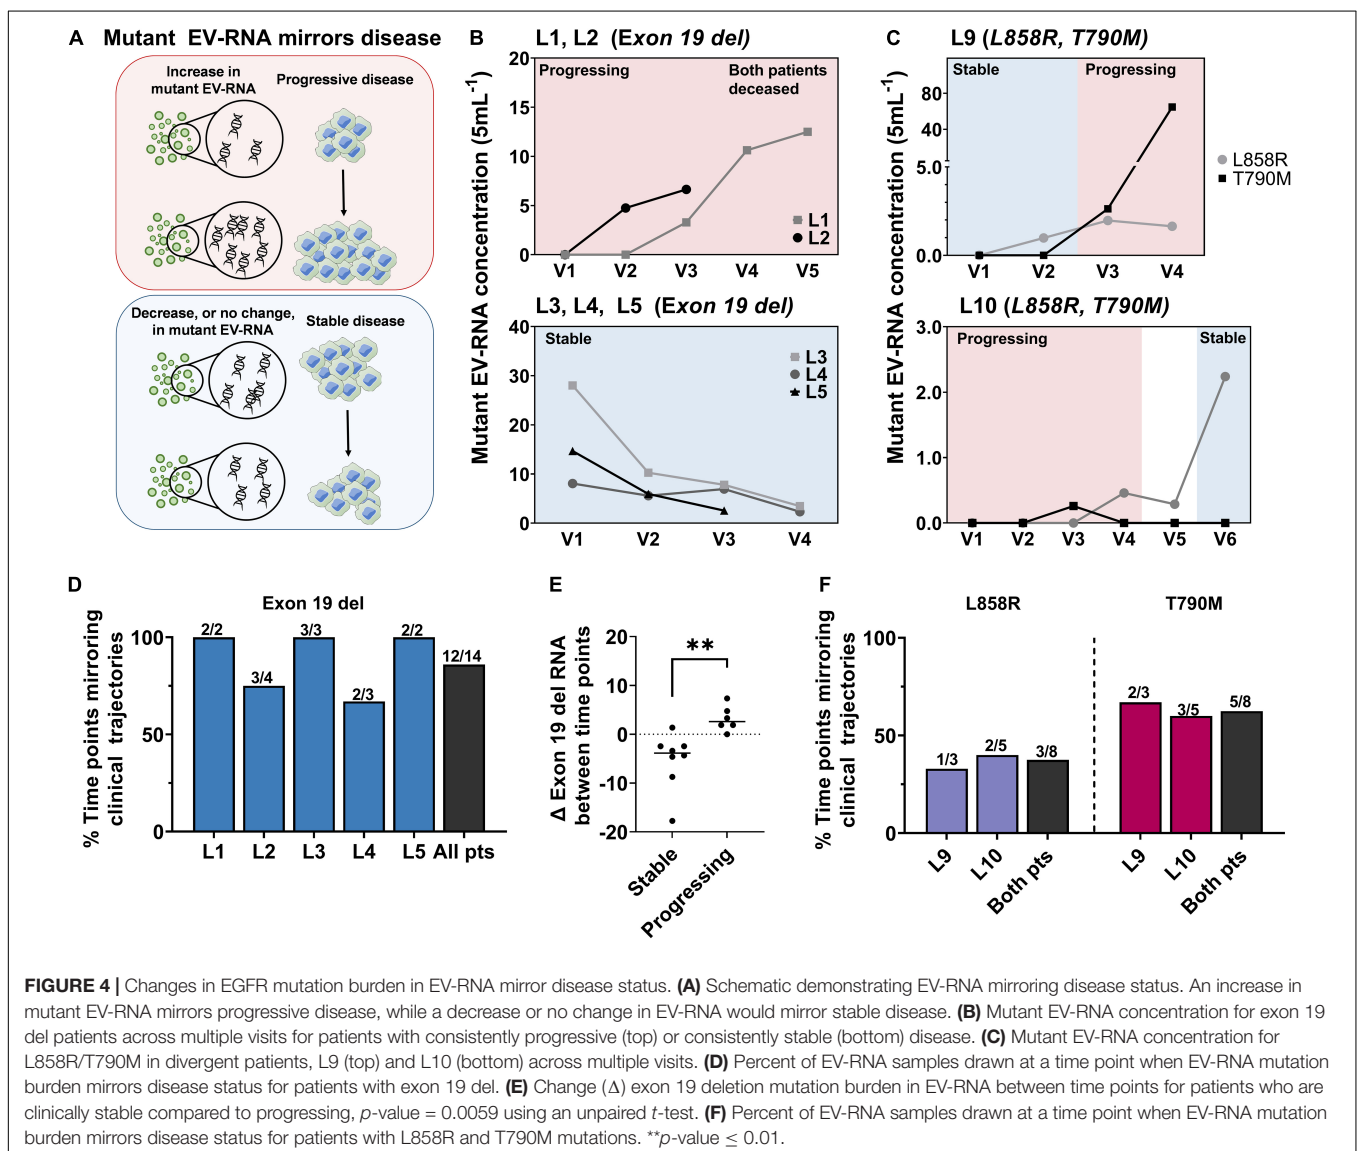 A Mutant EV-RNA mirrors disease
Increase in
mutant EV-RNA
Progressive disease
Decrease, or no change,
in mutant EV-RNA
Stable disease
B L1, L2 (Exon 19 del)
Mutant EV-RNA concentration (5mL-1)
20
15
10
5
0
Progressing
Both patients
deceased
L1
L2
V1 V2 V3 V4 V5
L3, L4, L5 (Exon 19 del)
40
30
20
10
0
Stable
L3
L4
L5
V1 V2 V3 V4
C L9 (L858R, T790M)
Mutant EV-RNA concentration (5mL-1)
80
40
5.0
0.0
Stable
Progressing
L858R
T790M
V1 V2 V3 V4
L10 (L858R, T790M)
3.0
2.0
1.0
0.0
Progressing
Stable
V1 V2 V3 V4 V5 V6
D
Exon 19 del
% Time points mirroring
clinical trajectories
100
50
0
2/2 3/4 3/3 2/3 2/2 12/14
L1 L2 L3 L4 L5 All pts
E
Δ Exon 19 del RNA
between time points
20
10
0
-10
-20
**
Stable
Progressing
F
L858R T790M
% Time points mirroring
clinical trajectories
100
50
0
1/3 2/5 3/8 2/3 3/5 5/8
L9 L10 Both pts L9 L10 Both pts
FIGURE 4 | Changes in EGFR mutation burden in EV-RNA mirror disease status. (A) Schematic demonstrating EV-RNA mirroring disease status. An increase in
mutant EV-RNA mirrors progressive disease, while a decrease or no change in EV-RNA would mirror stable disease. (B) Mutant EV-RNA concentration for exon 19
del patients across multiple visits for patients with consistently progressive (top) or consistently stable (bottom) disease. (C) Mutant EV-RNA concentration for
L858R/T790M in divergent patients, L9 (top) and L10 (bottom) across multiple visits. (D) Percent of EV-RNA samples drawn at a time point when EV-RNA mutation
burden mirrors disease status for patients with exon 19 del. (E) Change (Δ) exon 19 deletion mutation burden in EV-RNA between time points for patients who are
clinically stable compared to progressing, p-value = 0.0059 using an unpaired t-test. (F) Percent of EV-RNA samples drawn at a time point when EV-RNA mutation
burden mirrors disease status for patients with L858R and T790M mutations. **p-value ≤ 0.01.